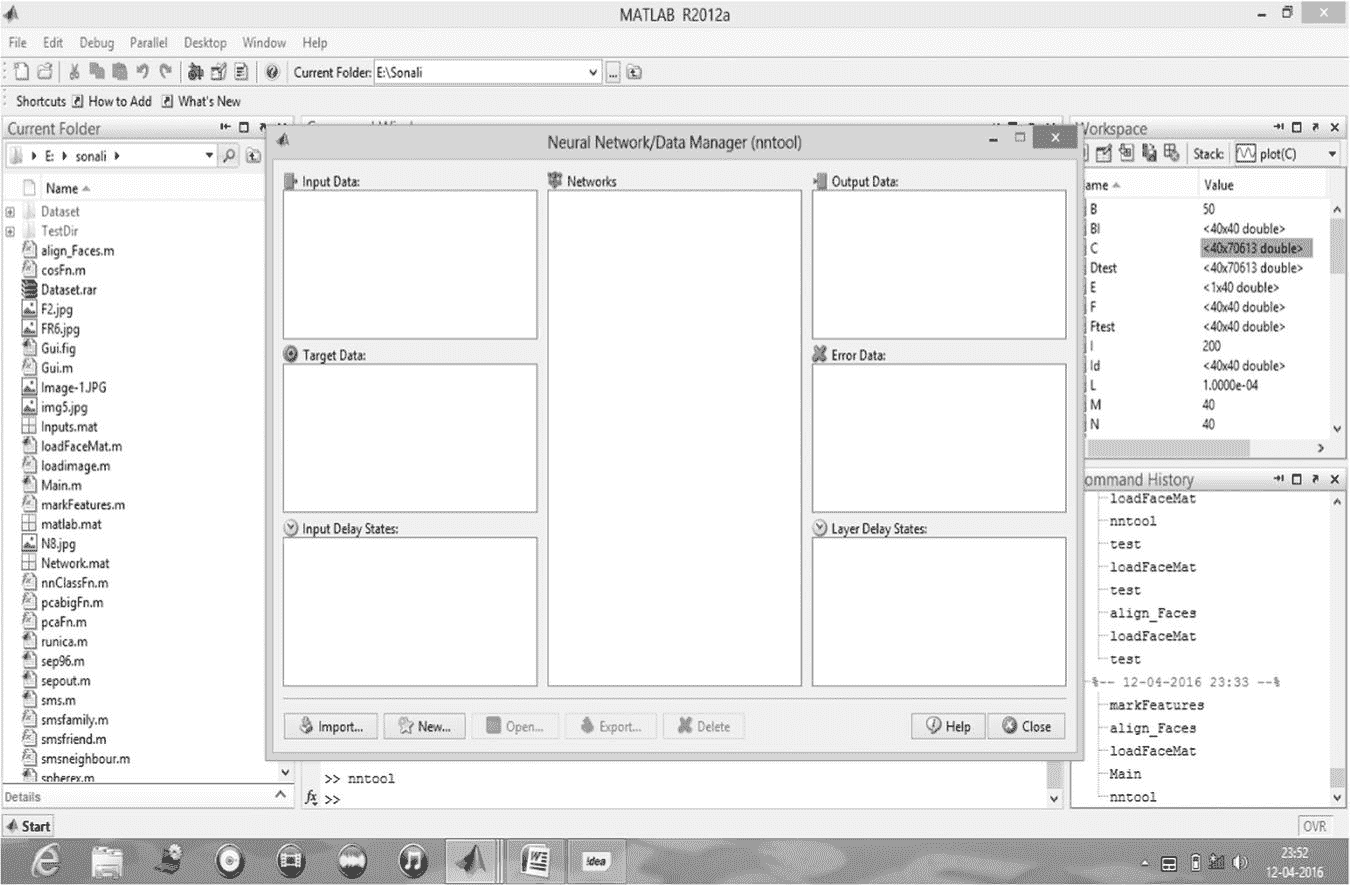 MATLAB R2012a
File Edit Debug Parallel Desktop Window Help
Current Folder: E:\Sonali
Shortcuts How to Add What's New
Current Folder
E: sonali
Name
Dataset
TestDir
align_Faces.m
cosFn.m
Dataset.rar
F2.jpg
FR6.jpg
Gui.fig
Gui.m
Image-1.JPG
img5.jpg
Inputs.mat
loadFaceMat.m
loadimage.m
Main.m
markFeatures.m
matlab.mat
N8.jpg
Network.mat
nnClassFn.m
pcabigFn.m
pcaFn.m
runica.m
sep96.m
sepout.m
sms.m
smsfamily.m
smsfriend.m
smsneighbour.m
spherex.m
Details
Neural Network/Data Manager (nntool)
Input Data:
Networks
Output Data:
Target Data:
Error Data:
Input Delay States:
Layer Delay States:
Import... New... Open... Export... Delete Help Close
>> nntool
fx >>
Workspace
Stack: plot(C)
ame Value
B 50
Bl <40x40 double>
C <40x70613 double>
Dtest <40x70613 double>
E <1x40 double>
F <40x40 double>
Ftest <40x40 double>
I 200
Id <40x40 double>
L 1.0000e-04
M 40
N 40
ommand History
loadFaceMat
nntool
test
loadFaceMat
test
align_Faces
loadFaceMat
test
%-- 12-04-2016 23:33 --%
markFeatures
align_Faces
loadFaceMat
Main
nntool
Start
OVR
idea
23:52
12-04-2016